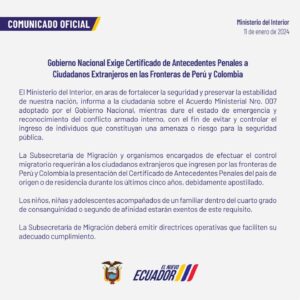 COMUNICADO OFICIAL
Ministerio del Interior
11 de enero de 2024
Gobierno Nacional Exige Certificado de Antecedentes Penales a
Ciudadanos Extranjeros en las Fronteras de Perú y Colombia
El Ministerio del Interior, en aras de fortalecer la seguridad y preservar la estabilidad
de nuestra nación, informa a la ciudadanía sobre el Acuerdo Ministerial Nro. 007
adoptado por el Gobierno Nacional, mientras dure el estado de emergencia y
reconocimiento del conflicto armado interno, con el fin de evitar y controlar el
ingreso de individuos que constituyan una amenaza o riesgo para la seguridad
pública.
La Subsecretaría de Migración y organismos encargados de efectuar el control
migratorio requerirán a los ciudadanos extranjeros que ingresen por las fronteras de
Perú y Colombia la presentación del Certificado de Antecedentes Penales del país de
origen o de residencia durante los últimos cinco años, debidamente apostillado.
Los niños, niñas y adolescentes acompañados de un familiar dentro del cuarto grado
de consanguinidad o segundo de afinidad estarán exentos de este requisito.
La Subsecretaría de Migración deberá emitir directrices operativas que faciliten su
adecuado cumplimiento.
EL NUEVO
ECUADOR